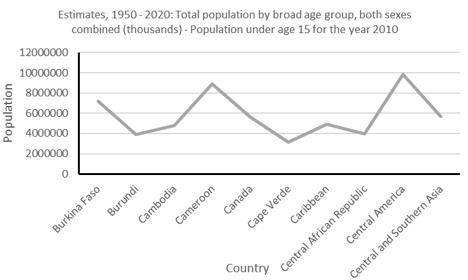 Estimates, 1950 - 2020: Total population by broad age group, both sexes
combined (thousands) - Population under age 15 for the year 2010
12000000
10000000
8000000
6000000
4000000
2000000
0
Population
Burkina Faso
Burundi
Cambodia
Cameroon
Canada
Cape Verde
Caribbean
Central African Republic
Central America
Central and Southern Asia
Country